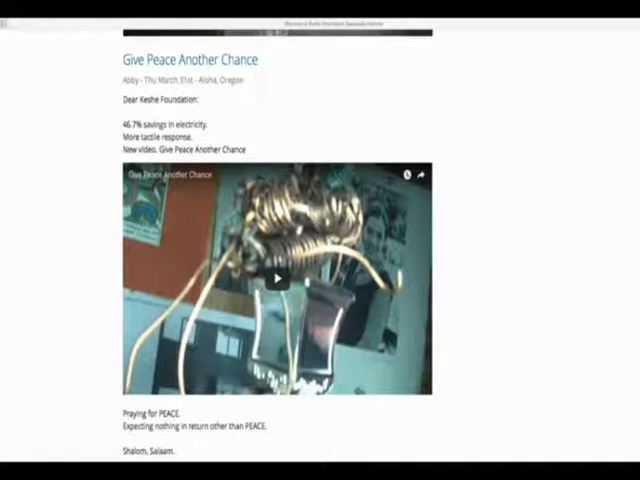 Give Peace Another Chance
Abby - Thu March 31st - Aloha, Oregon
Dear Keshe Foundation:
46.7% savings in electricity.
More tactile response.
New video. Give Peace Another Chance
Give Peace Another Chance
Praying for PEACE.
Expecting nothing in return other than PEACE.
Shalom, Salaam.